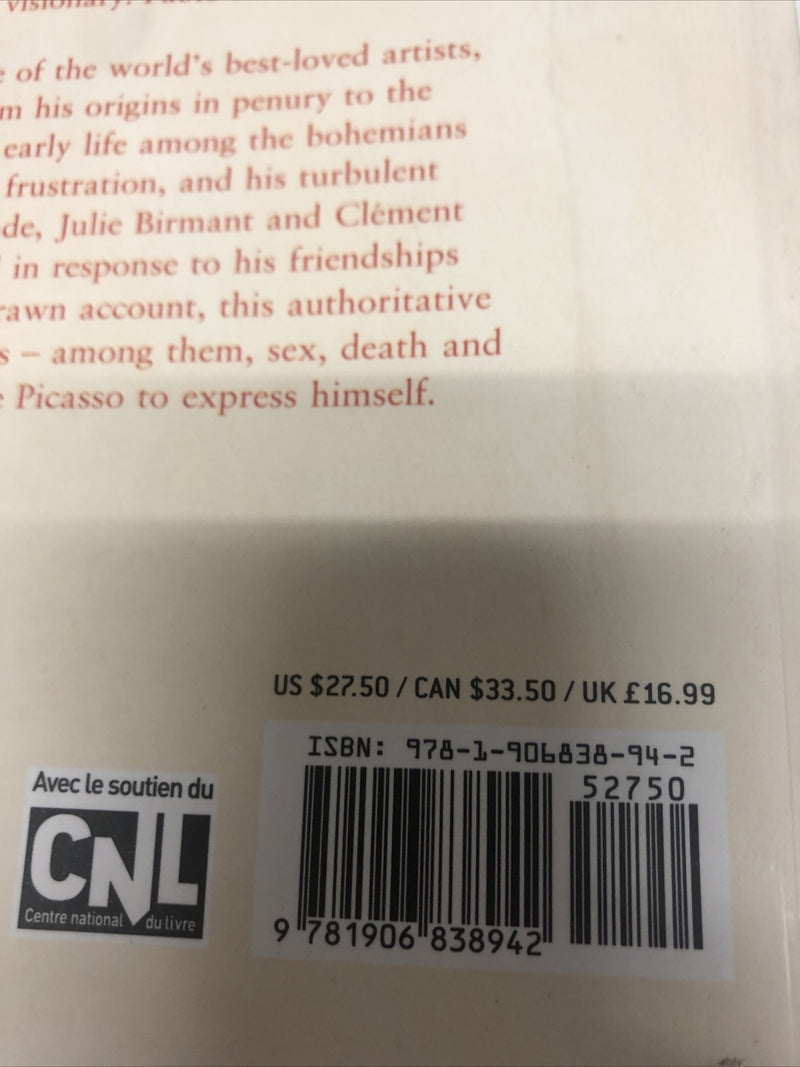 visionary. Pablo
of the world's best-loved artists,
m his origins in penury to the
early life among the bohemians
frustration, and his turbulent
de, Julie Birmant and Clément
in response to his friendships
rawn account, this authoritative
s – among them, sex, death and
e Picasso to express himself.
US $27.50 / CAN $33.50 / UK £16.99
ISBN: 978-1-906838-94-2
52750
9 781906 838942
Avec le soutien du
CNL
Centre national du livre